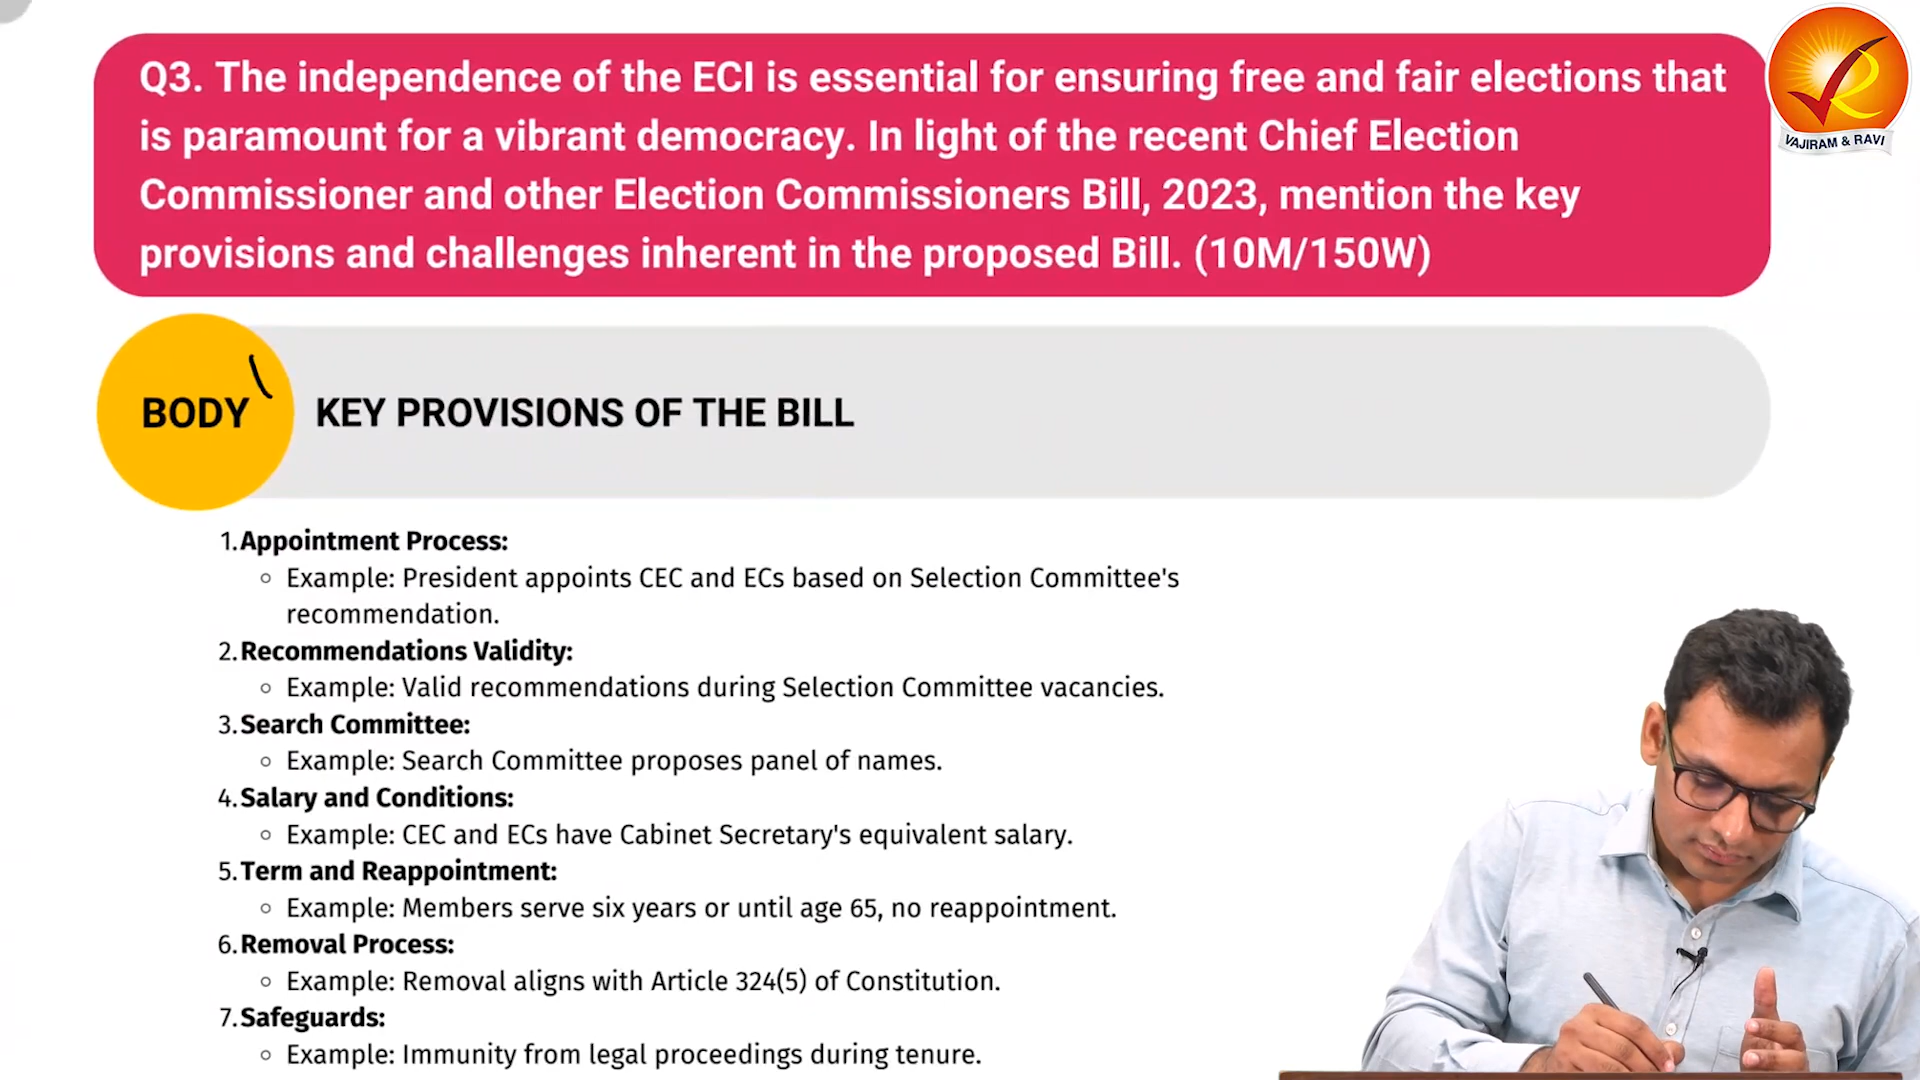 Q3. The independence of the ECI is essential for ensuring free and fair elections that
is paramount for a vibrant democracy. In light of the recent Chief Election
Commissioner and other Election Commissioners Bill, 2023, mention the key
provisions and challenges inherent in the proposed Bill. (10M/150W)
VAJIRAM & RAVI
BODY
KEY PROVISIONS OF THE BILL
1. Appointment Process:
Example: President appoints CEC and ECs based on Selection Committee's
recommendation.
2. Recommendations Validity:
Example: Valid recommendations during Selection Committee vacancies.
3. Search Committee:
Example: Search Committee proposes panel of names.
4. Salary and Conditions:
Example: CEC and ECs have Cabinet Secretary's equivalent salary.
5. Term and Reappointment:
Example: Members serve six years or until age 65, no reappointment.
6. Removal Process:
Example: Removal aligns with Article 324(5) of Constitution.
7. Safeguards:
Example: Immunity from legal proceedings during tenure.